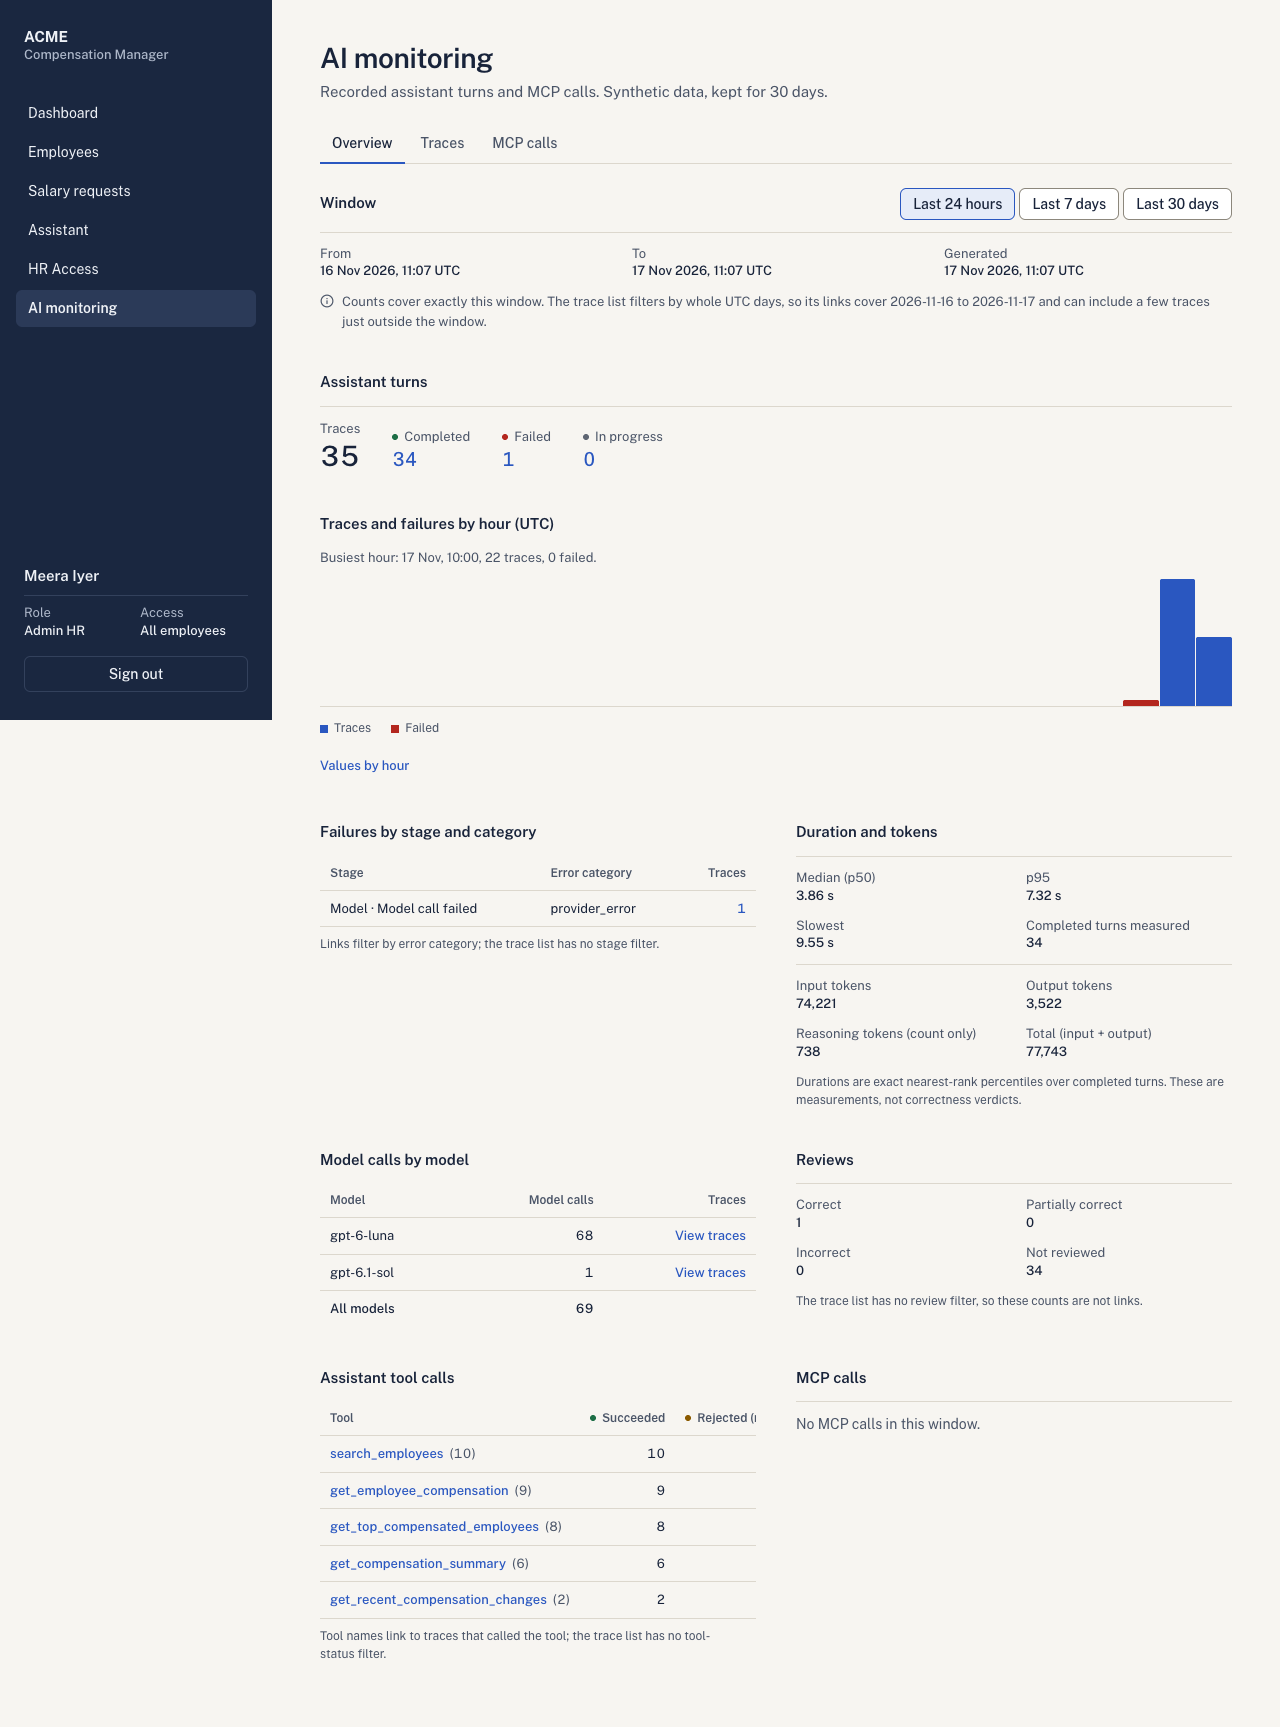 ACME
Compensation Manager
Dashboard
Employees
Salary requests
Assistant
HR Access
AI monitoring
Meera Iyer
Role Access
Admin HR All employees
Sign out
AI monitoring
Recorded assistant turns and MCP calls. Synthetic data, kept for 30 days.
Overview Traces MCP calls
Window Last 24 hours Last 7 days Last 30 days
From To Generated
16 Nov 2026, 11:07 UTC 17 Nov 2026, 11:07 UTC 17 Nov 2026, 11:07 UTC
Counts cover exactly this window. The trace list filters by whole UTC days, so its links cover 2026-11-16 to 2026-11-17 and can include a few traces
just outside the window.
Assistant turns
Traces Completed Failed In progress
35 34 1 0
Traces and failures by hour (UTC)
Busiest hour: 17 Nov, 10:00, 22 traces, 0 failed.
Traces Failed
Values by hour
Failures by stage and category
Stage Error category Traces
Model · Model call failed provider_error 1
Links filter by error category; the trace list has no stage filter.
Duration and tokens
Median (p50) p95
3.86 s 7.32 s
Slowest Completed turns measured
9.55 s 34
Input tokens Output tokens
74,221 3,522
Reasoning tokens (count only) Total (input + output)
738 77,743
Durations are exact nearest-rank percentiles over completed turns. These are
measurements, not correctness verdicts.
Model calls by model
Model Model calls Traces
gpt-6-luna 68 View traces
gpt-6.1-sol 1 View traces
All models 69
Reviews
Correct Partially correct
1 0
Incorrect Not reviewed
0 34
The trace list has no review filter, so these counts are not links.
Assistant tool calls
Tool Succeeded Rejected
search_employees (10) 10
get_employee_compensation (9) 9
get_top_compensated_employees (8) 8
get_compensation_summary (6) 6
get_recent_compensation_changes (2) 2
Tool names link to traces that called the tool; the trace list has no tool-
status filter.
MCP calls
No MCP calls in this window.